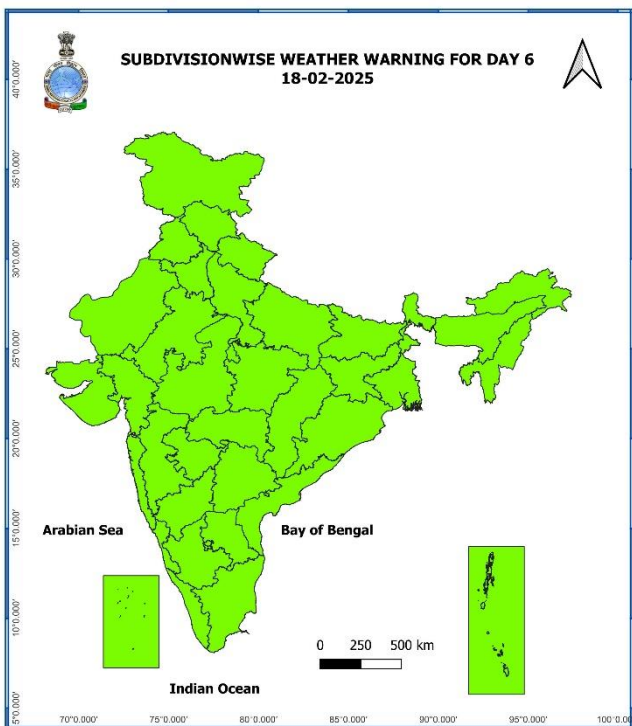 SUBDIVISIONWISE WEATHER WARNING FOR DAY 6
18-02-2025
40°0.000'
35°0.000'
30°0.000'
25°0.000'
20°0.000'
15°0.000'
10°0.000'
5°0.000'
Arabian Sea
Bay of Bengal
0 250 500 km
Indian Ocean
70°0.000' 75°0.000' 80°0.000' 85°0.000' 90°0.000' 95°0.000' 100°0.0